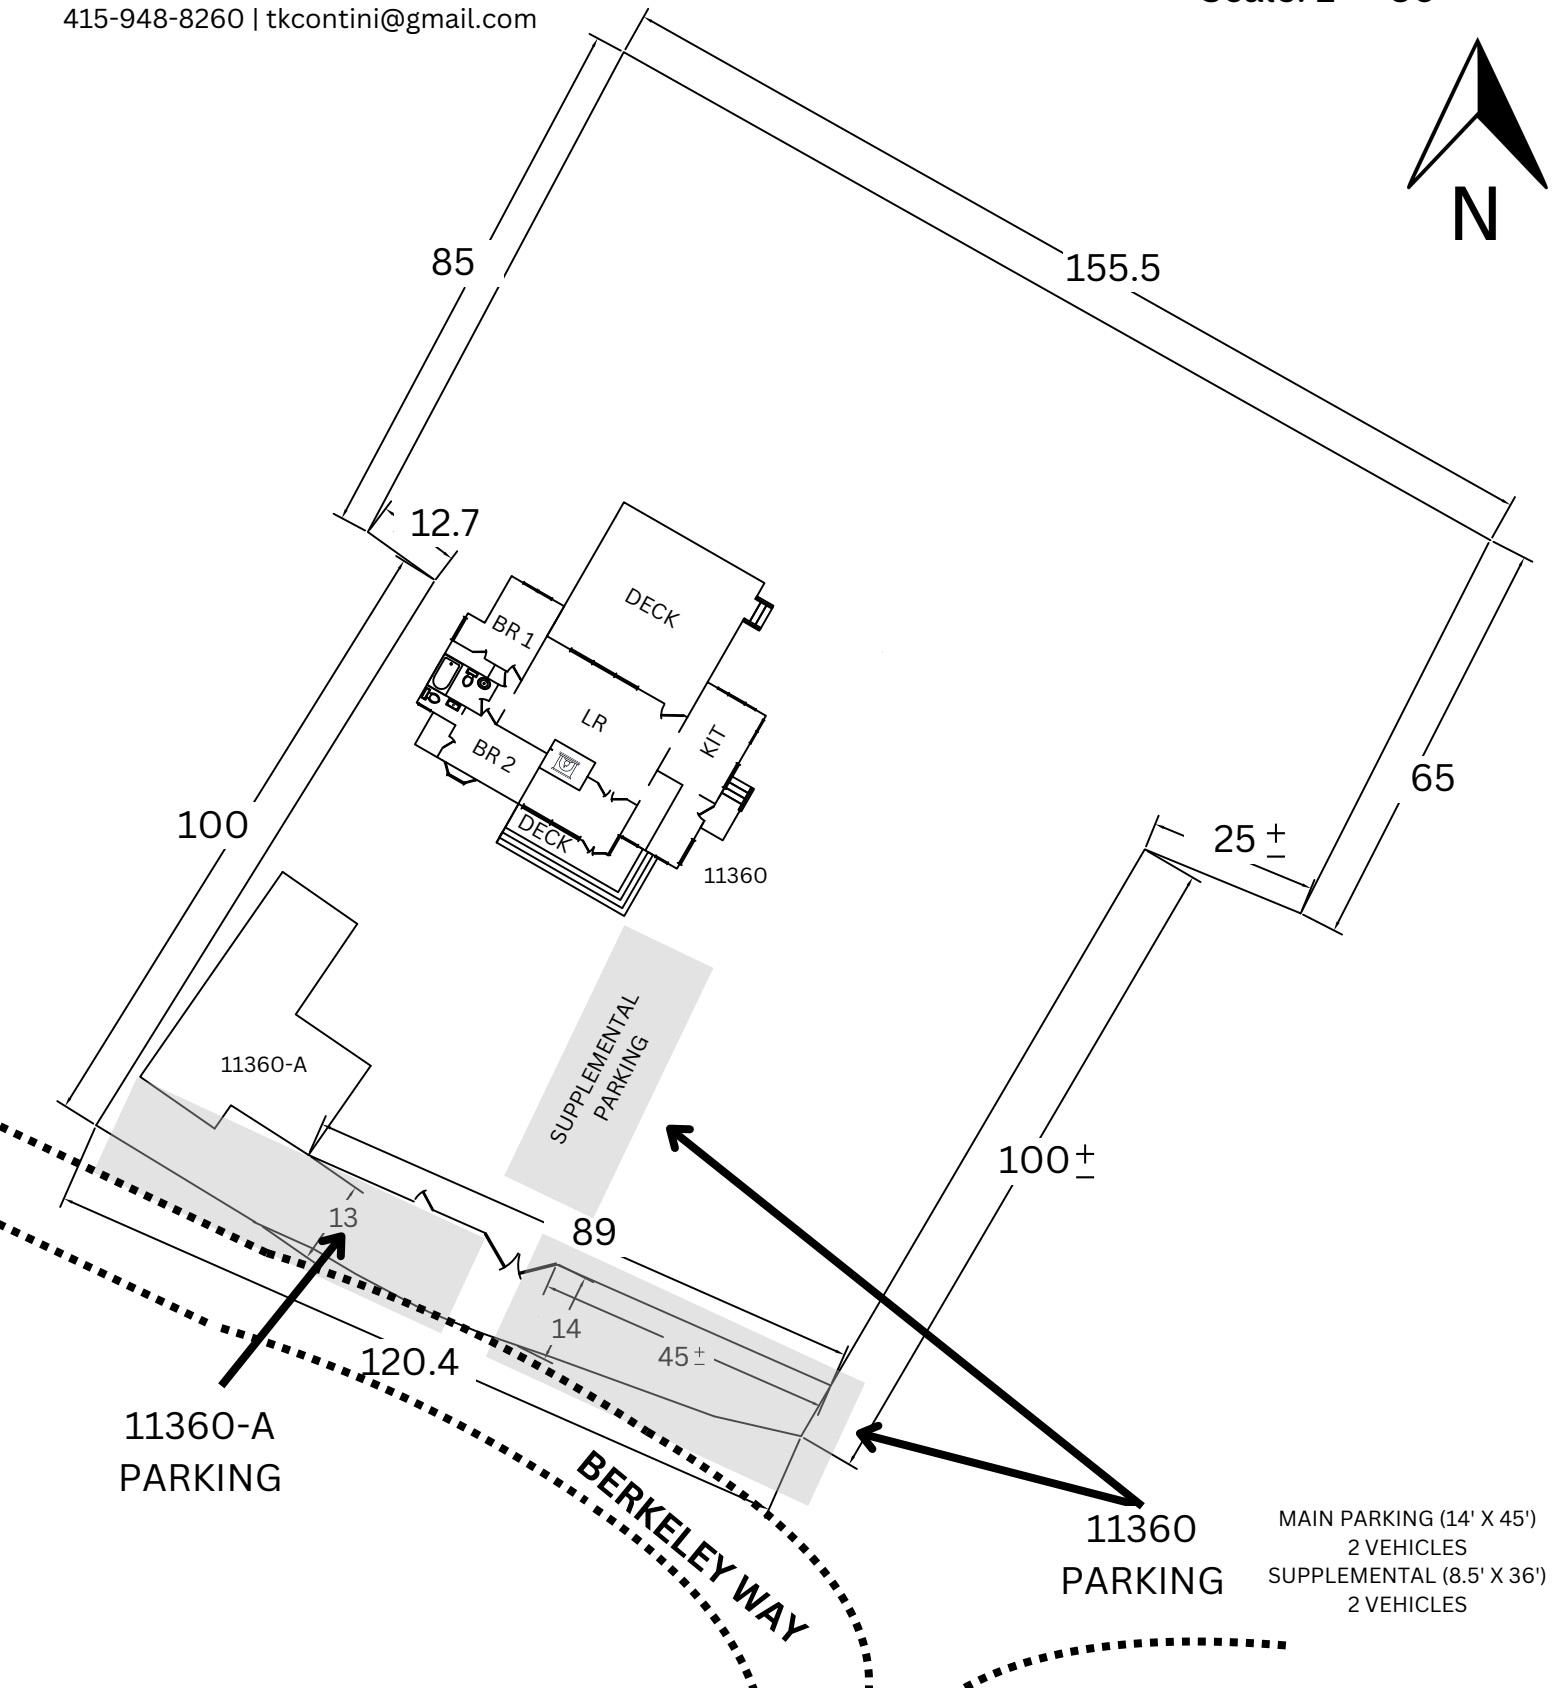 415-948-8260 | tkcontini@gmail.com
N
155.5
85
12.7
DECK
BR 1
LR
KIT
BR 2
DECK
11360
65
25 ±
100
11360-A
SUPPLEMENTAL
PARKING
100±
13
89
14
45±
120.4
11360-A
PARKING
BERKELEY WAY
11360
PARKING
MAIN PARKING (14' X 45')
2 VEHICLES
SUPPLEMENTAL (8.5' X 36')
2 VEHICLES